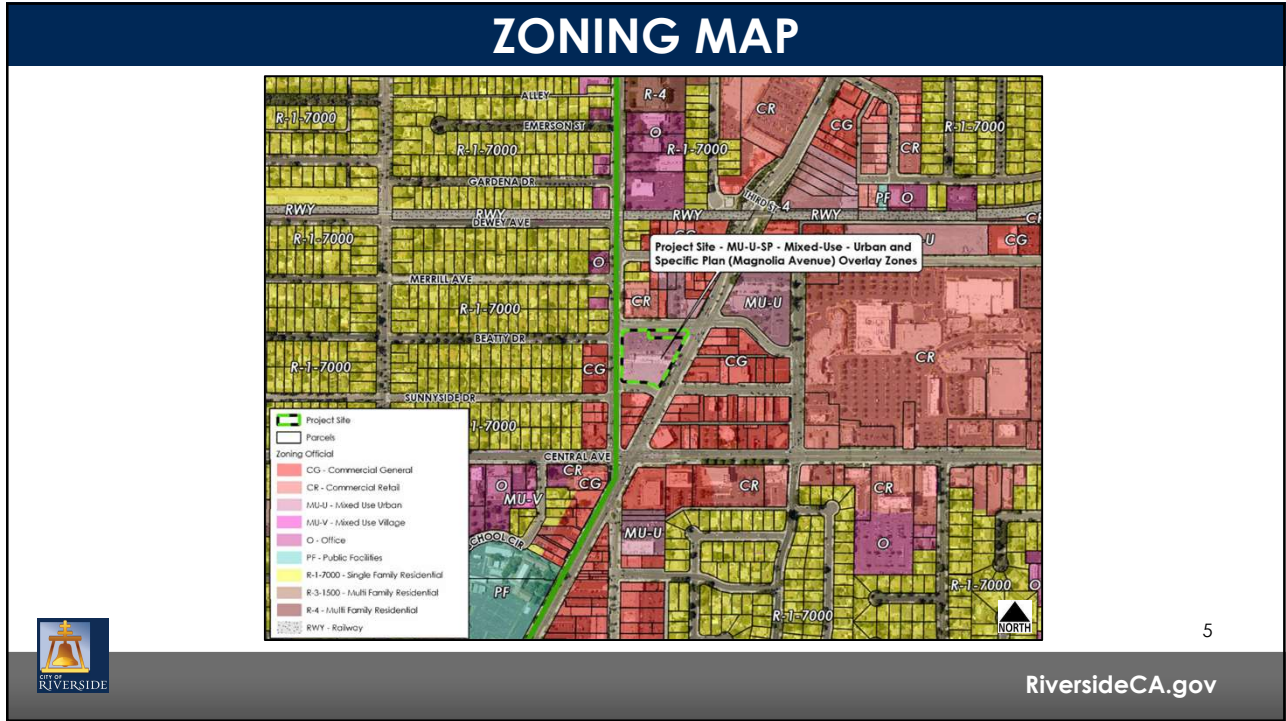 ZONING MAP
ALLEY
R-4
CR
R-1-7000
EMERSON ST
O
CG
R-1-7000
R-1-7000
R-1-7000
CR
GARDENA DR
THIRD ST
PF
O
RWY
RWY
RWY
RWY
DEWEY AVE
R-1-7000
CG
Project Site - MU-U-SP - Mixed-Use - Urban and
Specific Plan (Magnolia Avenue) Overlay Zones
O
MERRILL AVE
R-1-7000
CR
MU-U
BEATTY DR
R-1-7000
CG
CG
CR
SUNNYSIDE DR
CENTRAL AVE
CR
CG
O
MU-V
CR
CR
MU-U
O
PF
R-1-7000
R-1-7000
O
Project Site
Parcels
Zoning Official
CG - Commercial General
CR - Commercial Retail
MU-U - Mixed Use Urban
MU-V - Mixed Use Village
O - Office
PF - Public Facilities
R-1-7000 - Single Family Residential
R-3-1500 - Multi Family Residential
R-4 - Multi Family Residential
RWY - Railway
NORTH
5
CITY OF
RIVERSIDE
RiversideCA.gov